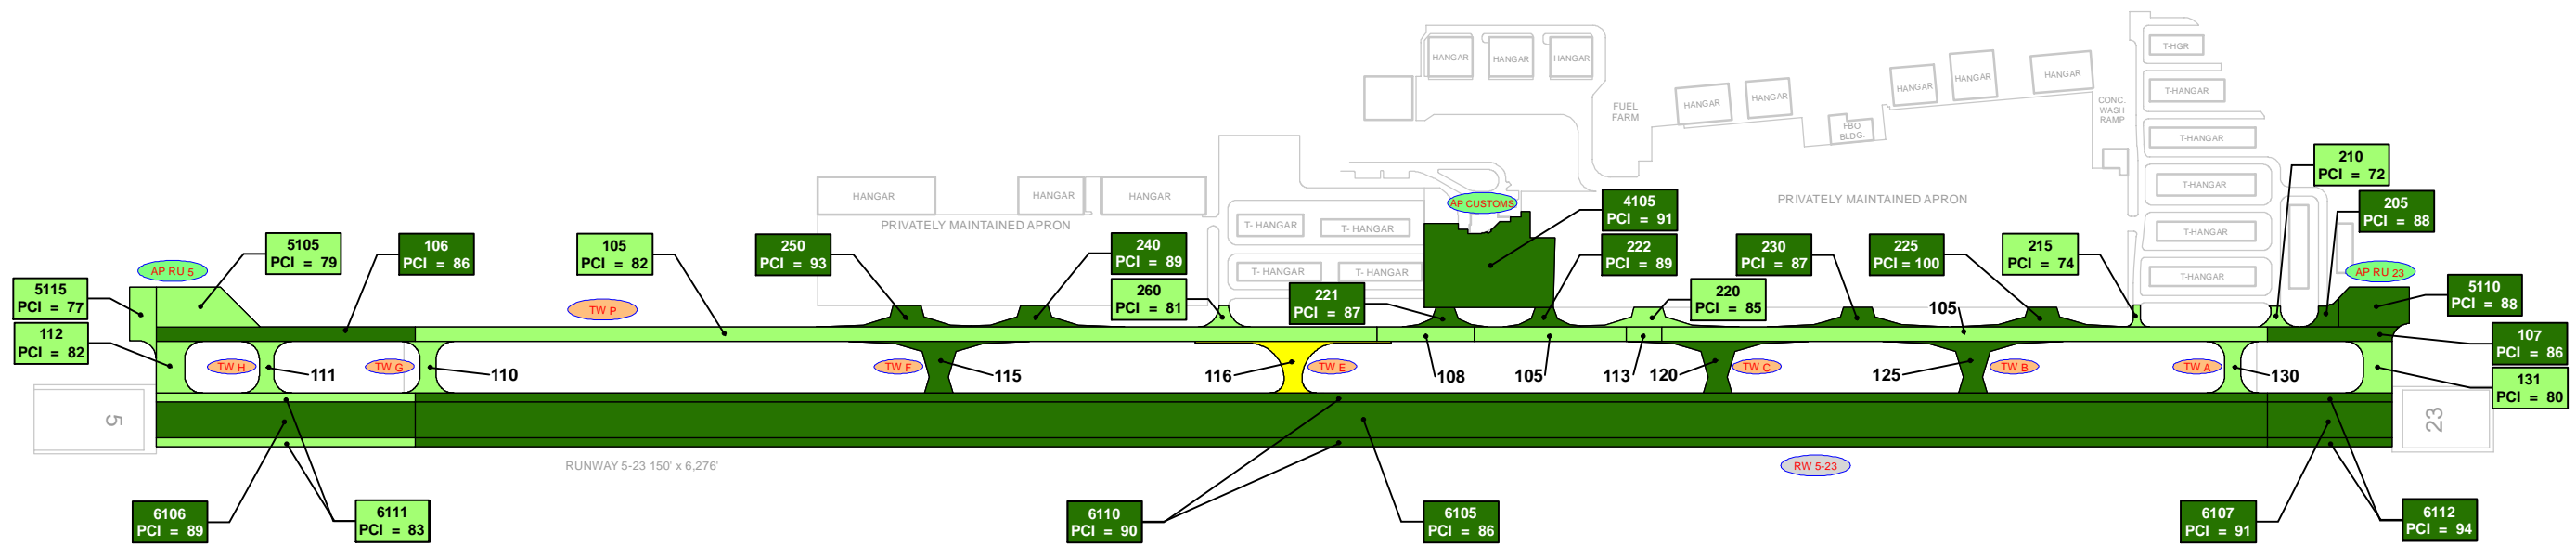 HANGAR
HANGAR
HANGAR
T-HGR
HANGAR
HANGAR
HANGAR
T-HANGAR
HANGAR
HANGAR
FUEL
FARM
CONC.
WASH
RAMP
FBO
BLDG.
T-HANGAR
210
PCI = 72
T-HANGAR
HANGAR
HANGAR
HANGAR
AP CUSTOMS
4105
PCI = 91
PRIVATELY MAINTAINED APRON
205
PCI = 88
PRIVATELY MAINTAINED APRON
T- HANGAR
T- HANGAR
T-HANGAR
5105
PCI = 79
106
PCI = 86
105
PCI = 82
250
PCI = 93
240
PCI = 89
222
PCI = 89
230
PCI = 87
225
PCI = 100
215
PCI = 74
AP RU 5
T- HANGAR
T- HANGAR
T-HANGAR
AP RU 23
5115
PCI = 77
260
PCI = 81
221
PCI = 87
220
PCI = 85
5110
PCI = 88
TW P
105
112
PCI = 82
107
PCI = 86
TW H
111
TW G
110
TW F
115
116
TW E
108
105
113
120
TW C
125
TW B
TW A
130
131
PCI = 80
5
23
RUNWAY 5-23 150' x 6,276'
RW 5-23
6106
PCI = 89
6111
PCI = 83
6110
PCI = 90
6105
PCI = 86
6107
PCI = 91
6112
PCI = 94